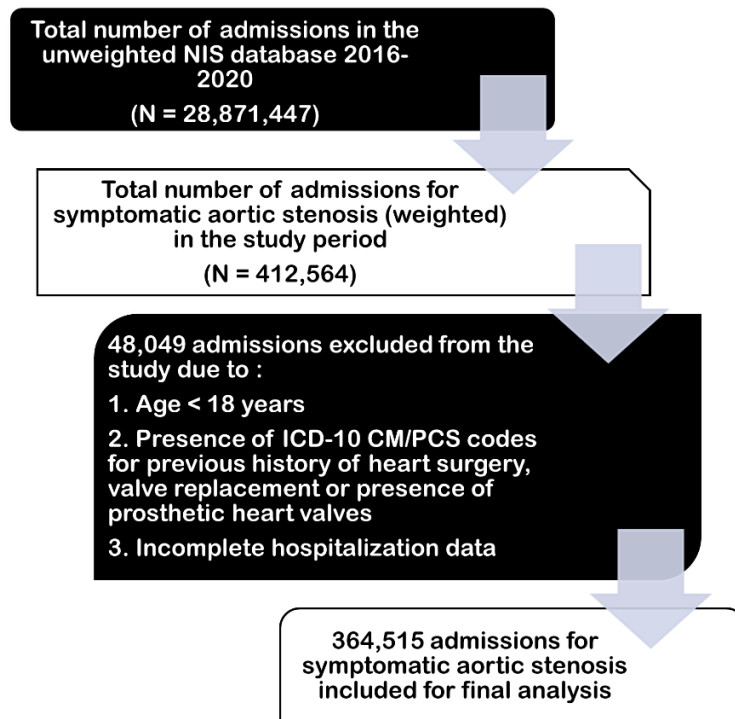 Total number of admissions in the
unweighted NIS database 2016-
2020
(N = 28,871,447)
Total number of admissions for
symptomatic aortic stenosis (weighted)
in the study period
(N = 412,564)
48,049 admissions excluded from the
study due to :
1. Age < 18 years
2. Presence of ICD-10 CM/PCS codes
for previous history of heart surgery,
valve replacement or presence of
prosthetic heart valves
3. Incomplete hospitalization data
364,515 admissions for
symptomatic aortic stenosis
included for final analysis